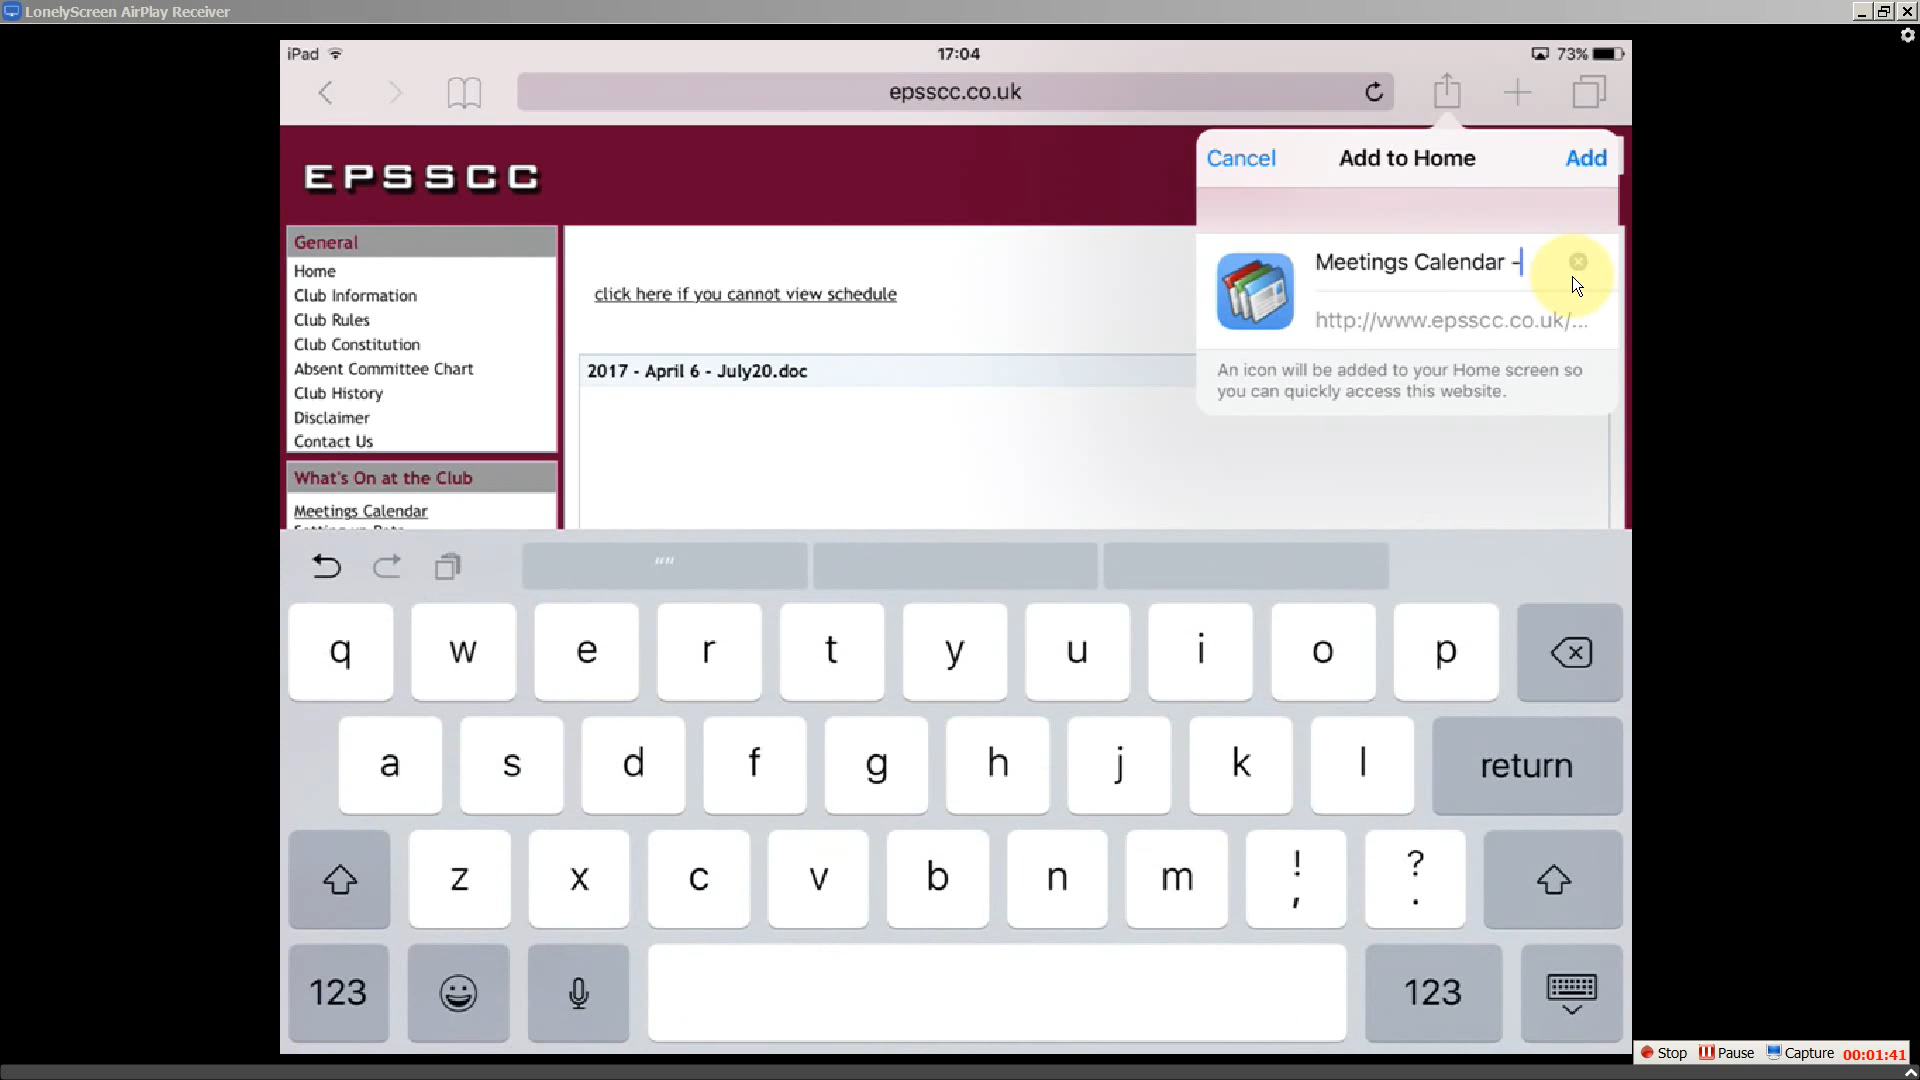 LonelyScreen AirPlay Receiver
iPad 17:04 73%
epsscc.co.uk
EPSSCC
Cancel Add to Home Add
Meetings Calendar -
http://www.epsscc.co.uk/...
An icon will be added to your Home screen so
you can quickly access this website.
General
Home
Club Information
Club Rules
Club Constitution
Absent Committee Chart
Club History
Disclaimer
Contact Us
What's On at the Club
Meetings Calendar
click here if you cannot view schedule
2017 - April 6 - July20.doc
""
q w e r t y u i o p
a s d f g h j k l return
z x c v b n m ! , ? .
123 123
Stop Pause Capture 00:01:41